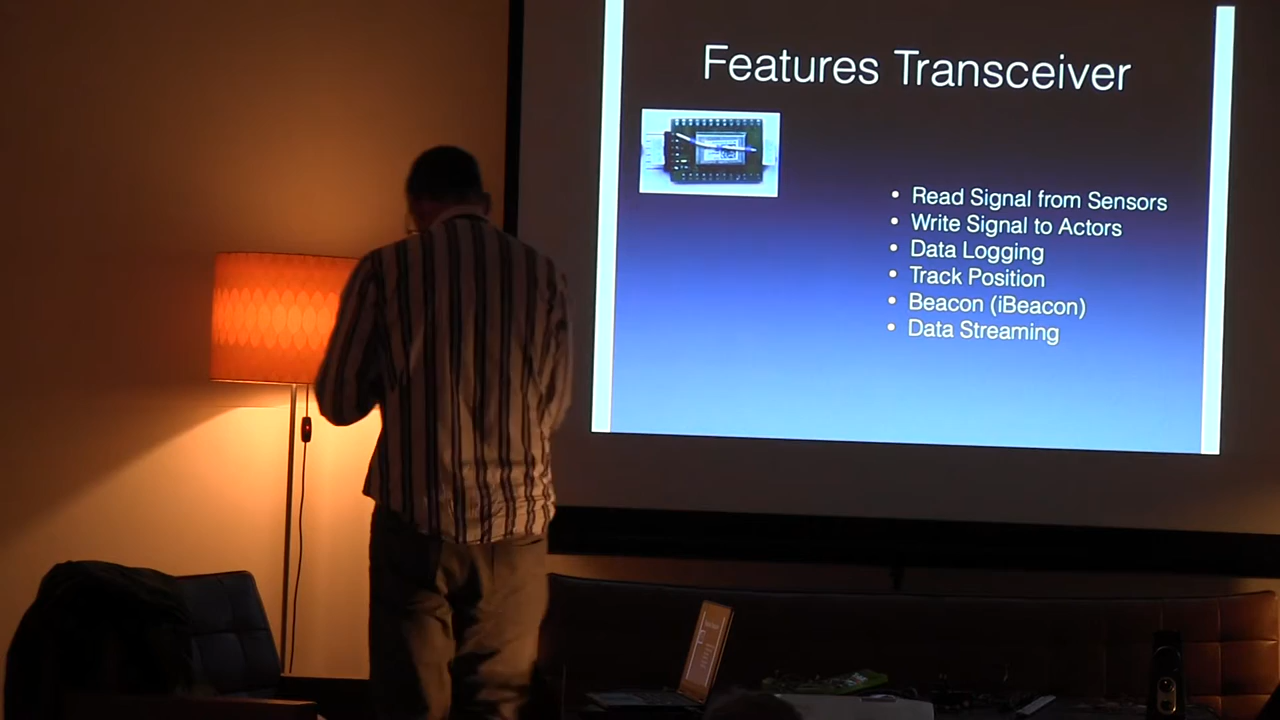 Features Transceiver
• Read Signal from Sensors
• Write Signal to Actors
• Data Logging
• Track Position
• Beacon (iBeacon)
• Data Streaming